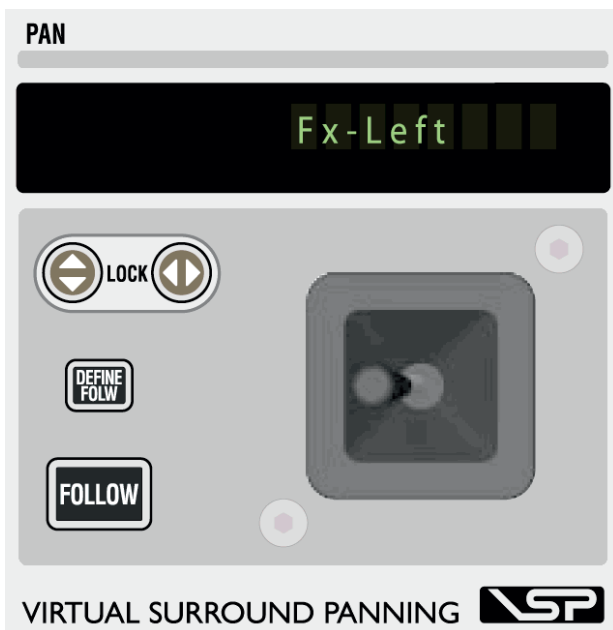 PAN
Fx-Left
LOCK
DEFINE
FOLW
FOLLOW
VIRTUAL SURROUND PANNING VSP